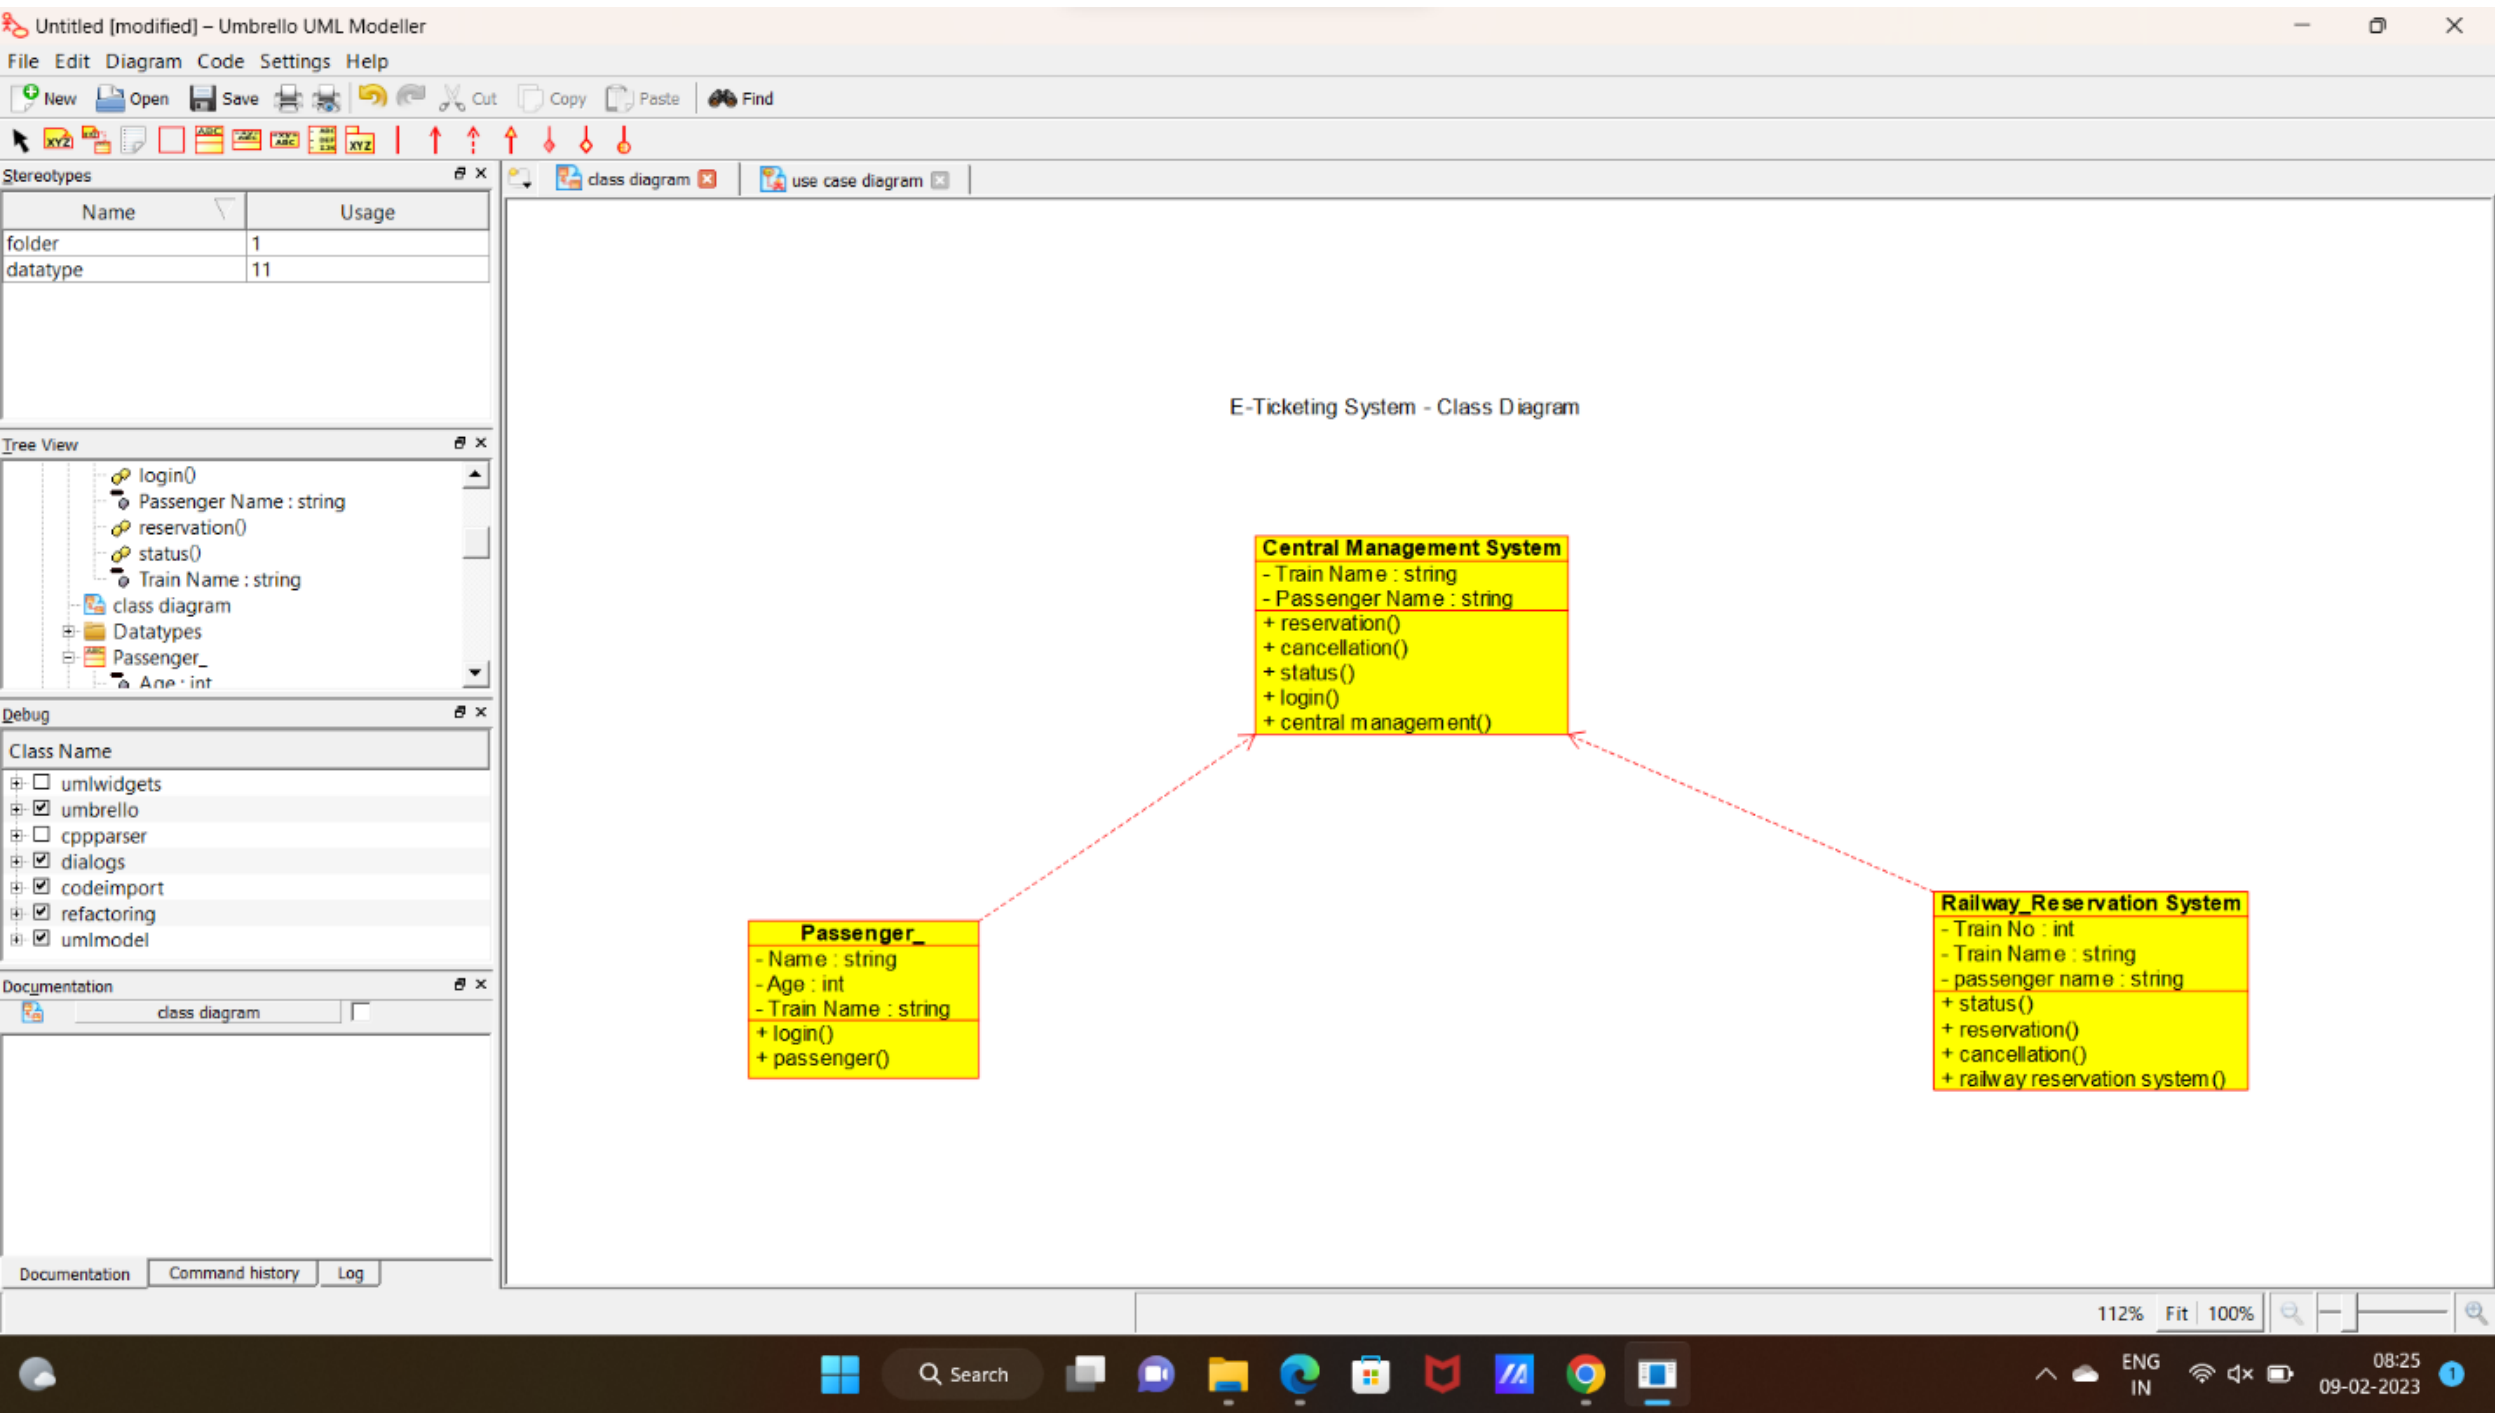 Untitled [modified] – Umbrello UML Modeller
File Edit Diagram Code Settings Help
New Open Save Cut Copy Paste Find
Stereotypes
Name Usage
folder 1
datatype 11
Tree View
login()
Passenger Name : string
reservation()
status()
Train Name : string
class diagram
Datatypes
Passenger_
Age : int
Debug
Class Name
umlwidgets
umbrello
cppparser
dialogs
codeimport
refactoring
umlmodel
Documentation
class diagram
Documentation Command history Log
class diagram use case diagram
E-Ticketing System - Class Diagram
Central Management System
- Train Name : string
- Passenger Name : string
+ reservation()
+ cancellation()
+ status()
+ login()
+ central management()
Passenger_
- Name : string
- Age : int
- Train Name : string
+ login()
+ passenger()
Railway_Reservation System
- Train No : int
- Train Name : string
- passenger name : string
+ status()
+ reservation()
+ cancellation()
+ railway reservation system()
112% Fit 100%
Search
ENG
IN
08:25
09-02-2023
1